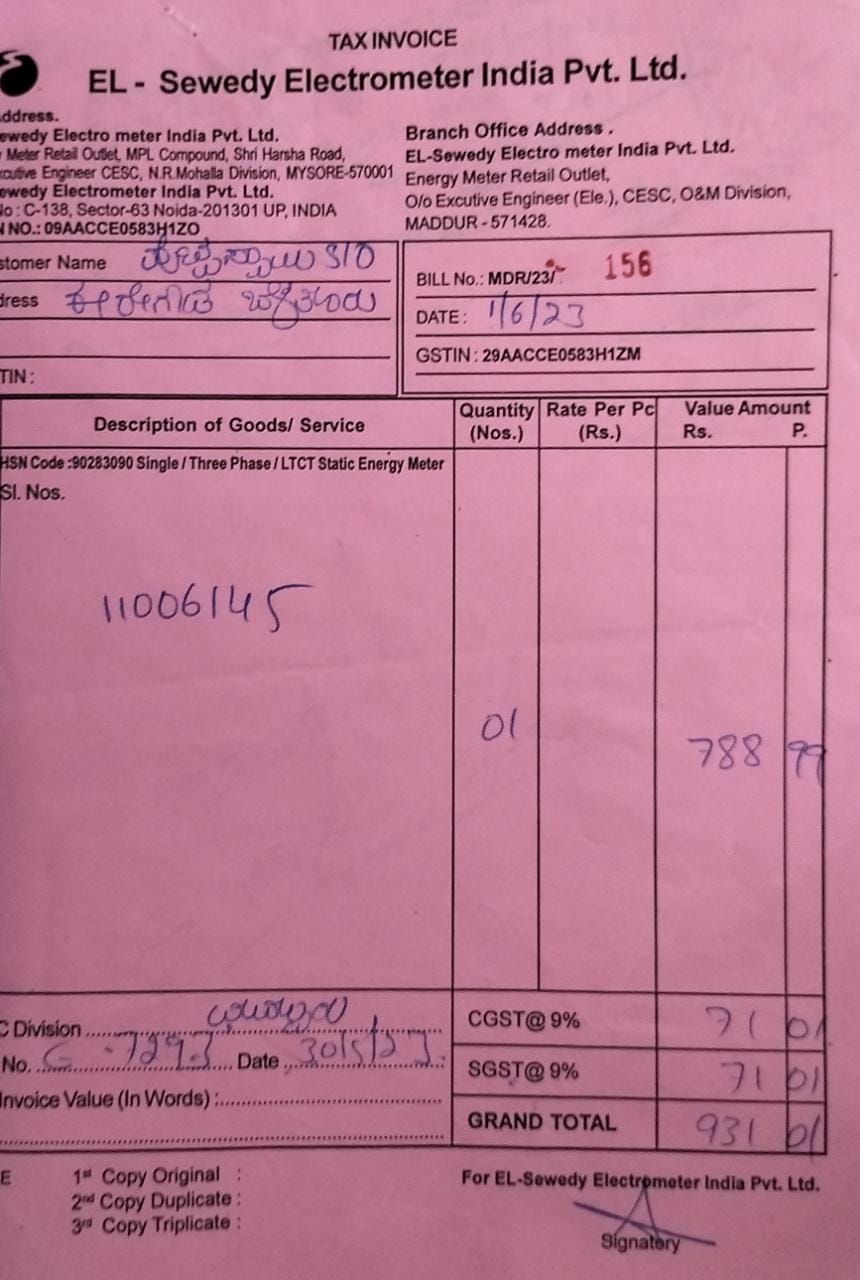 TAX INVOICE
EL - Sewedy Electrometer India Pvt. Ltd.
ddress.
ewedy Electro meter India Pvt. Ltd.
Meter Retail Outlet, MPL Compound, Shri Harsha Road,
cutive Engineer CESC, N.R.Mohalla Division, MYSORE-570001
ewedy Electrometer India Pvt. Ltd.
No : C-138, Sector-63 Noida-201301 UP, INDIA
N NO.: 09AACCE0583H1ZO
Branch Office Address .
EL-Sewedy Electro meter India Pvt. Ltd.
Energy Meter Retail Outlet,
O/o Excutive Engineer (Ele.), CESC, O&M Division,
MADDUR - 571428.
stomer Name S/O
dress
TIN :
BILL No.: MDR/23/ 156
DATE : 1/6/23
GSTIN : 29AACCE0583H1ZM
Description of Goods/ Service Quantity (Nos.) Rate Per Pc (Rs.) Value Amount Rs. P.
HSN Code :90283090 Single / Three Phase / LTCT Static Energy Meter
Sl. Nos.
11006145
01 788 99
C Division
No. G - 7293 Date 30/5/23
Invoice Value (In Words) :
CGST@ 9% 71 01
SGST@ 9% 71 01
GRAND TOTAL 931 01
E 1st Copy Original :
2nd Copy Duplicate :
3rd Copy Triplicate :
For EL-Sewedy Electrometer India Pvt. Ltd.
Signatory